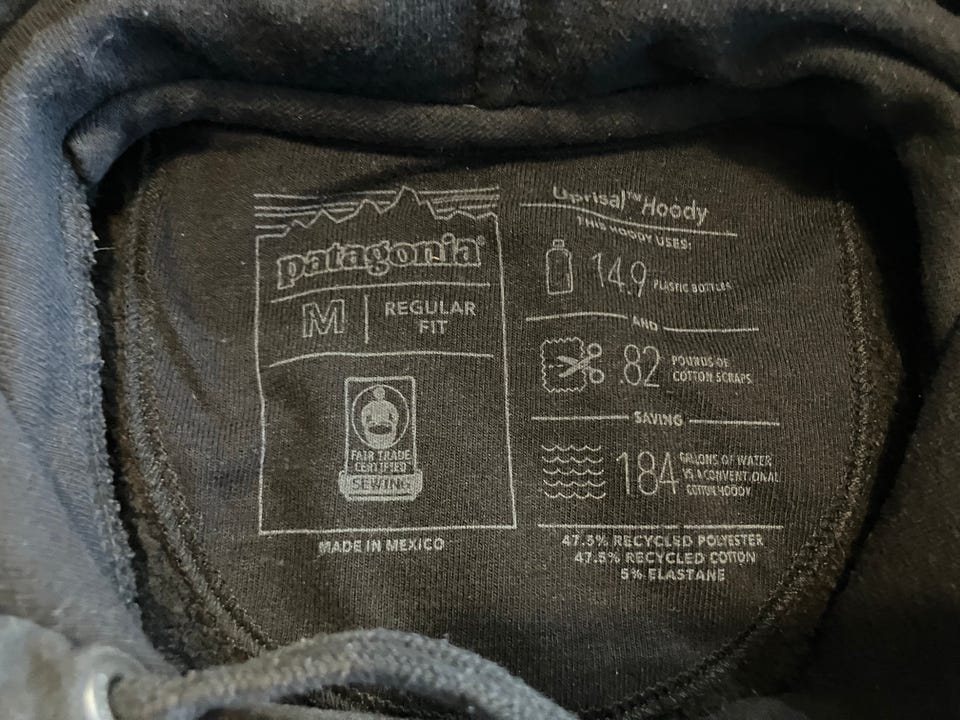 patagonia®
M
REGULAR
FIT
FAIR TRADE
CERTIFIED™
SEWING
MADE IN MEXICO
Uprisal™ Hoody
THIS HOODY USES:
14.9 PLASTIC BOTTLES
AND
.82 POUNDS OF
COTTON SCRAPS
SAVING
184 GALLONS OF WATER
VS A CONVENTIONAL
COTTON HOODY
47.5% RECYCLED POLYESTER
47.5% RECYCLED COTTON
5% ELASTANE